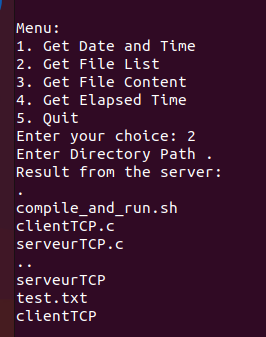 Menu:
1. Get Date and Time
2. Get File List
3. Get File Content
4. Get Elapsed Time
5. Quit
Enter your choice: 2
Enter Directory Path .
Result from the server:
.
compile_and_run.sh
clientTCP.c
serveurTCP.c
..
serveurTCP
test.txt
clientTCP